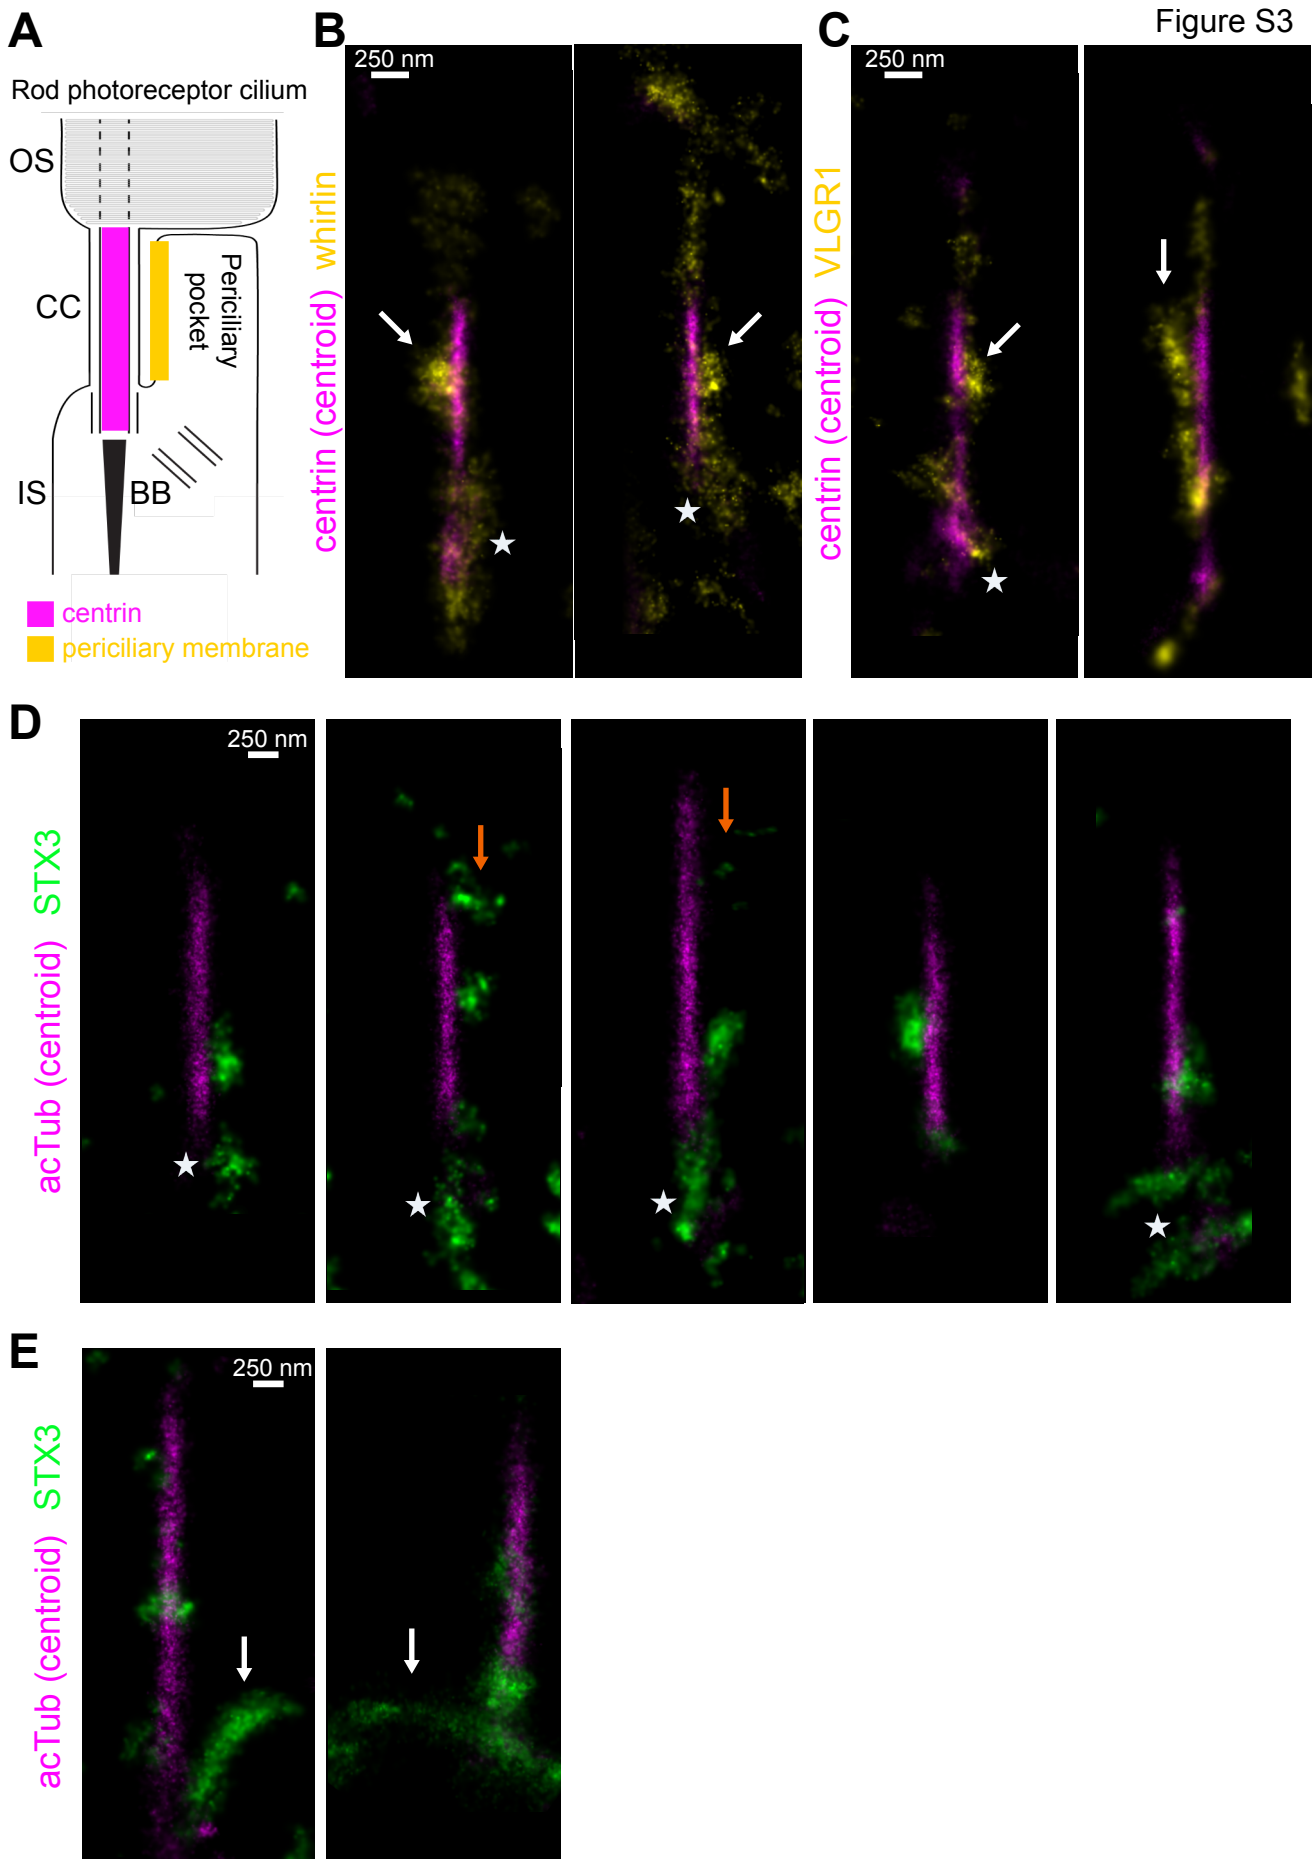 Figure S3
A
Rod photoreceptor cilium
OS
CC
Periciliary
pocket
IS
BB
centrin
periciliary membrane
B
centrin (centroid) whirlin
250 nm
C
centrin (centroid) VLGR1
250 nm
D
acTub (centroid) STX3
250 nm
E
acTub (centroid) STX3
250 nm